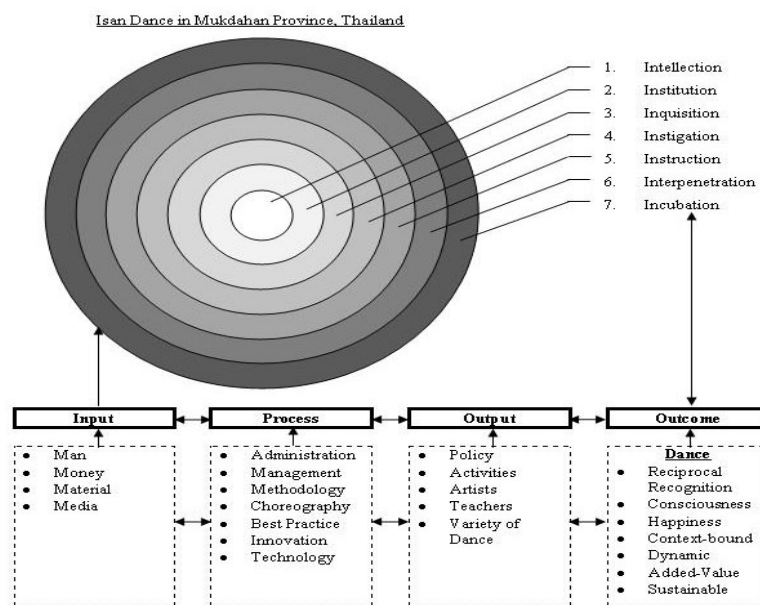 Isan Dance in Mukdahan Province, Thailand
1. Intellection
2. Institution
3. Inquisition
4. Instigation
5. Instruction
6. Interpenetration
7. Incubation
Input
Process
Output
Outcome
• Man
• Money
• Material
• Media
• Administration
• Management
• Methodology
• Choreography
• Best Practice
• Innovation
• Technology
• Policy
• Activities
• Artists
• Teachers
• Variety of
Dance
Dance
• Reciprocal
Recognition
• Consciousness
• Happiness
• Context-bound
• Dynamic
• Added-Value
• Sustainable